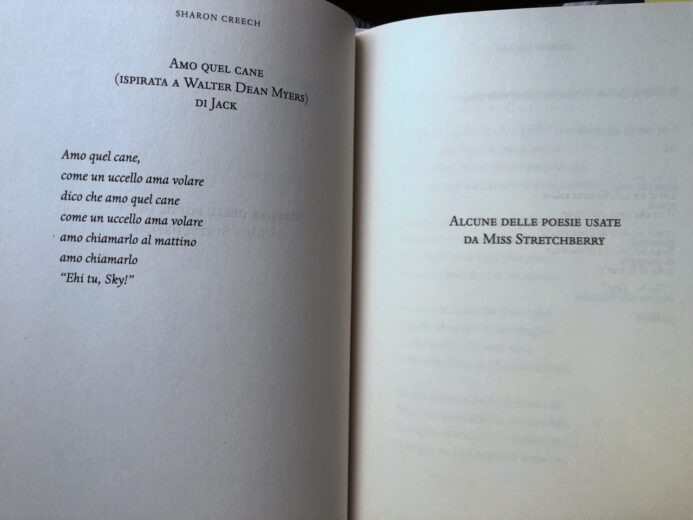 SHARON CREECH
AMO QUEL CANE
(ISPIRATA A WALTER DEAN MYERS)
DI JACK
Amo quel cane,
come un uccello ama volare
dico che amo quel cane
come un uccello ama volare
amo chiamarlo al mattino
amo chiamarlo
“Ehi tu, Sky!”
ALCUNE DELLE POESIE USATE
DA MISS STRETCHBERRY